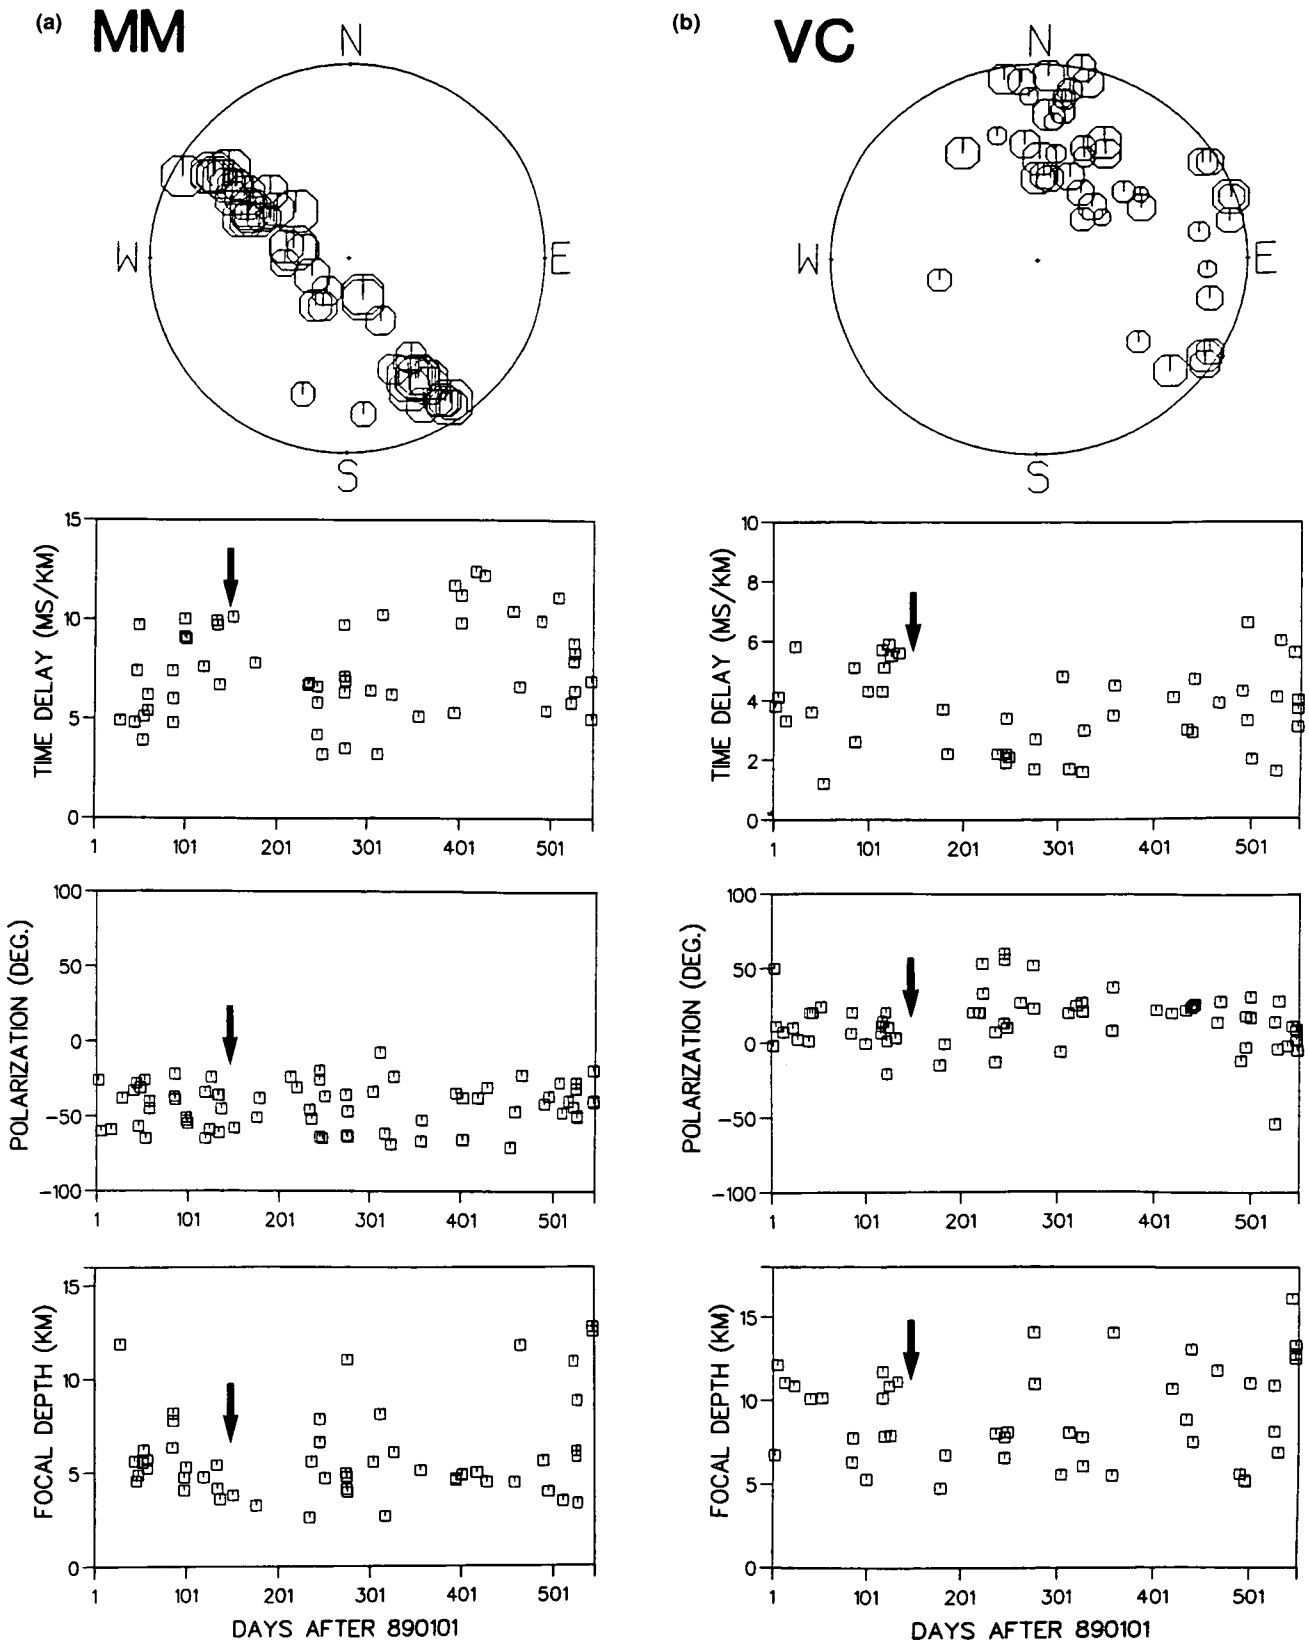 (a) MM
N
W
E
S
TIME DELAY (MS/KM)
15
10
5
0
1 101 201 301 401 501
POLARIZATION (DEG.)
100
50
0
−50
−100
1 101 201 301 401 501
FOCAL DEPTH (KM)
15
10
5
0
1 101 201 301 401 501
DAYS AFTER 890101
(b) VC
N
W
E
S
TIME DELAY (MS/KM)
10
8
6
4
2
0
1 101 201 301 401 501
POLARIZATION (DEG.)
100
50
0
−50
−100
1 101 201 301 401 501
FOCAL DEPTH (KM)
15
10
5
0
1 101 201 301 401 501
DAYS AFTER 890101